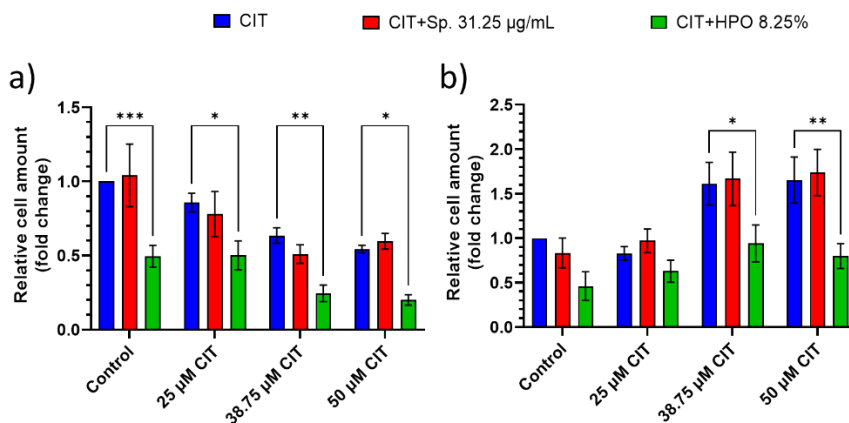 CIT CIT+Sp. 31.25 µg/mL CIT+HPO 8.25%
a)
Relative cell amount
(fold change)
1.5
1.0
0.5
0.0
*** * ** *
Control 25 µM CIT 38.75 µM CIT 50 µM CIT
b)
Relative cell amount
(fold change)
2.5
2.0
1.5
1.0
0.5
0.0
* **
Control 25 µM CIT 38.75 µM CIT 50 µM CIT